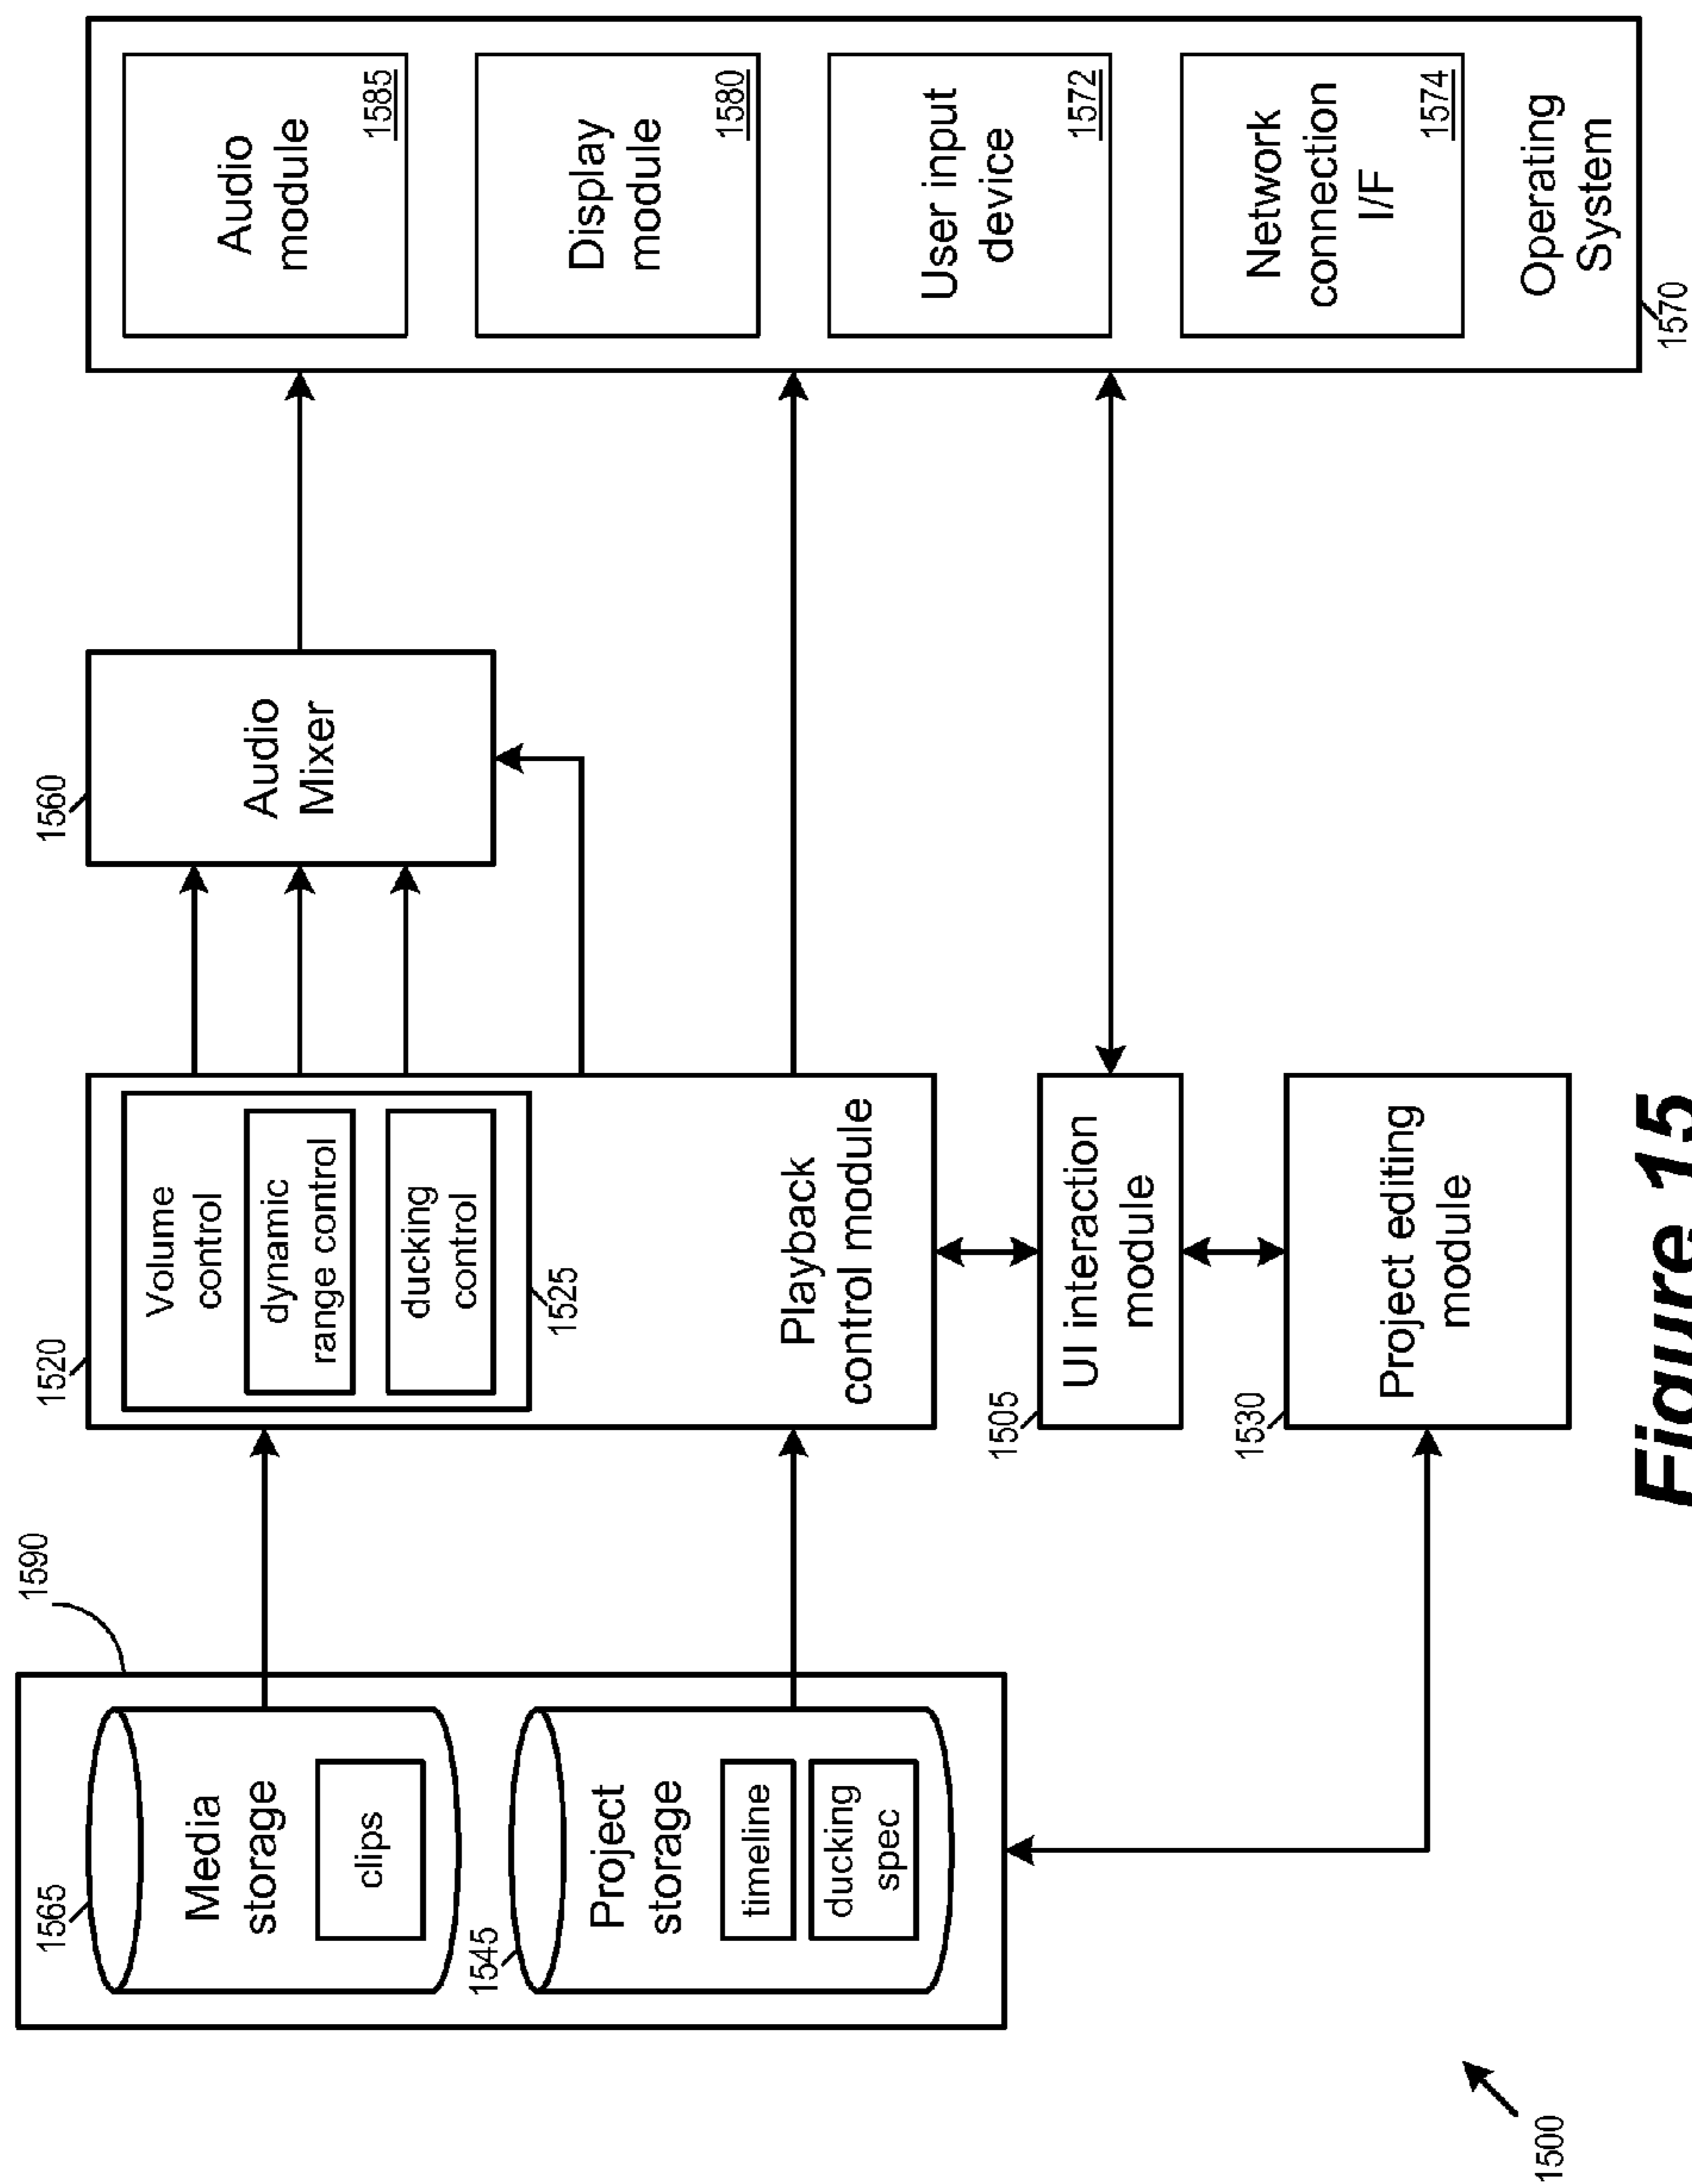 1590
1565
Media
storage
clips
1545
Project
storage
timeline
ducking
spec
1520
Volume
control
dynamic
range control
ducking
control
1525
Playback
control module
1505
UI interaction
module
1530
Project editing
module
1560
Audio
Mixer
Audio
module
1585
Display
module
1580
User input
device
1572
Network
connection
I/F
1574
Operating
System
1570
1500
Figure 15